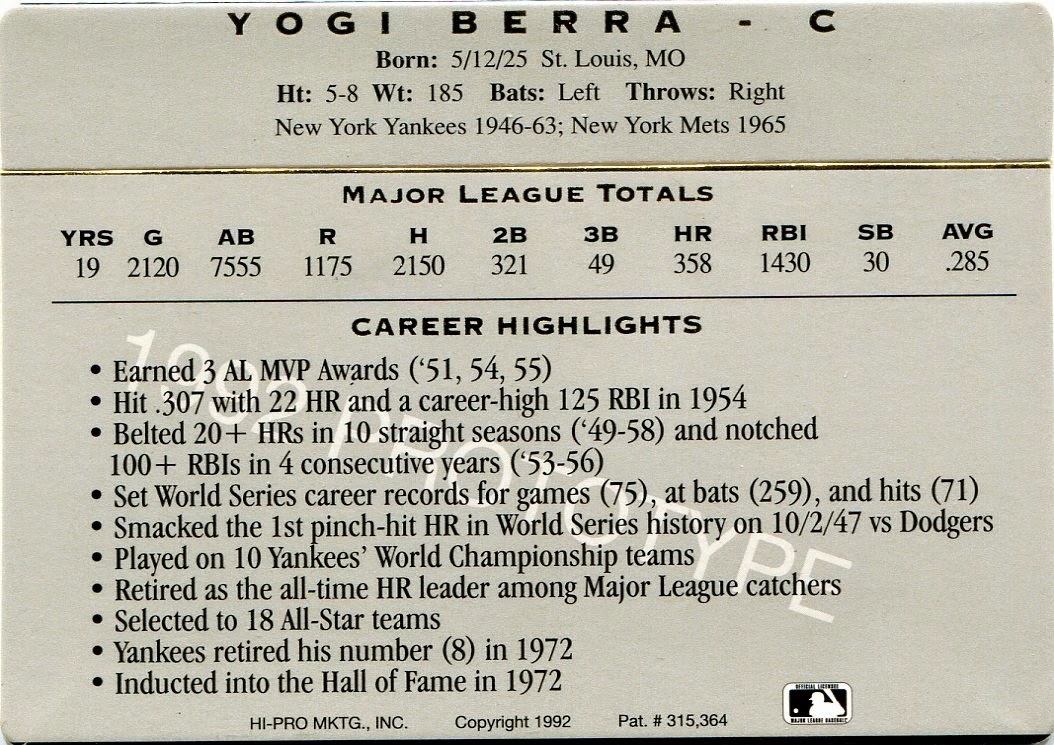 YOGI BERRA - C
Born: 5/12/25 St. Louis, MO
Ht: 5-8 Wt: 185 Bats: Left Throws: Right
New York Yankees 1946-63; New York Mets 1965
MAJOR LEAGUE TOTALS
YRS G AB R H 2B 3B HR RBI SB AVG
19 2120 7555 1175 2150 321 49 358 1430 30 .285
CAREER HIGHLIGHTS
• Earned 3 AL MVP Awards (‘51, 54, 55)
• Hit .307 with 22 HR and a career-high 125 RBI in 1954
• Belted 20+ HRs in 10 straight seasons (‘49-58) and notched
100+ RBIs in 4 consecutive years (‘53-56)
• Set World Series career records for games (75), at bats (259), and hits (71)
• Smacked the 1st pinch-hit HR in World Series history on 10/2/47 vs Dodgers
• Played on 10 Yankees’ World Championship teams
• Retired as the all-time HR leader among Major League catchers
• Selected to 18 All-Star teams
• Yankees retired his number (8) in 1972
• Inducted into the Hall of Fame in 1972
1992 PROTOTYPE
HI-PRO MKTG., INC. Copyright 1992 Pat. # 315,364
OFFICIAL LICENSEE
MAJOR LEAGUE BASEBALL